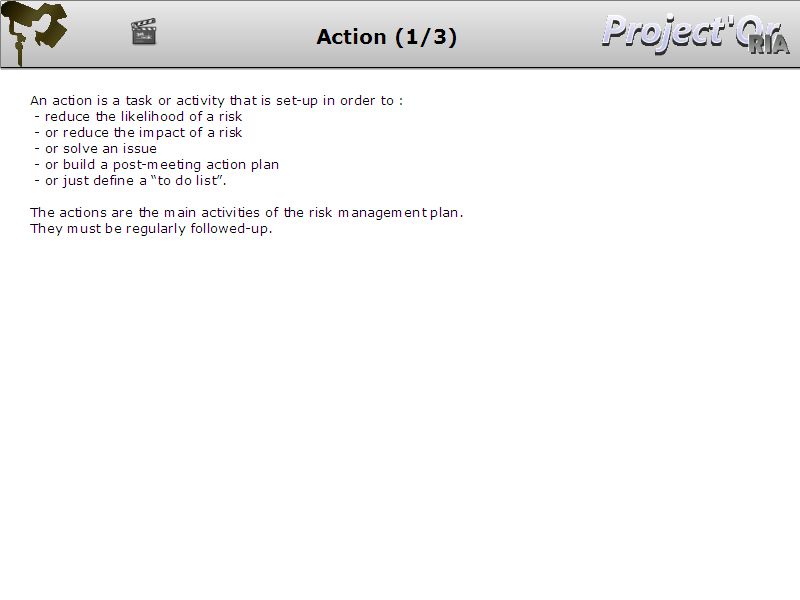 Action (1/3)
Project'Or
RIA
An action is a task or activity that is set-up in order to :
- reduce the likelihood of a risk
- or reduce the impact of a risk
- or solve an issue
- or build a post-meeting action plan
- or just define a “to do list”.
The actions are the main activities of the risk management plan.
They must be regularly followed-up.